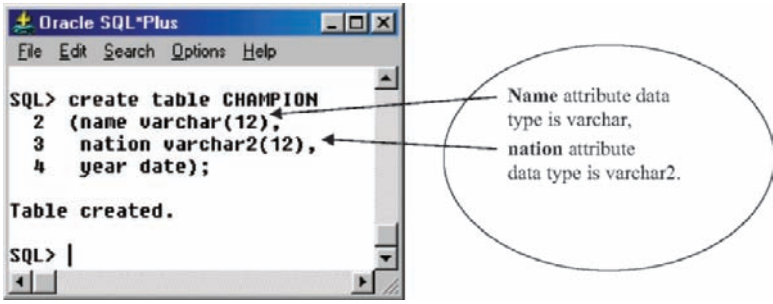 Oracle SQL*Plus
File Edit Search Options Help
SQL> create table CHAMPION
2 (name varchar(12),
3 nation varchar2(12),
4 year date);
Table created.
SQL>
Name attribute data
type is varchar,
nation attribute
data type is varchar2.